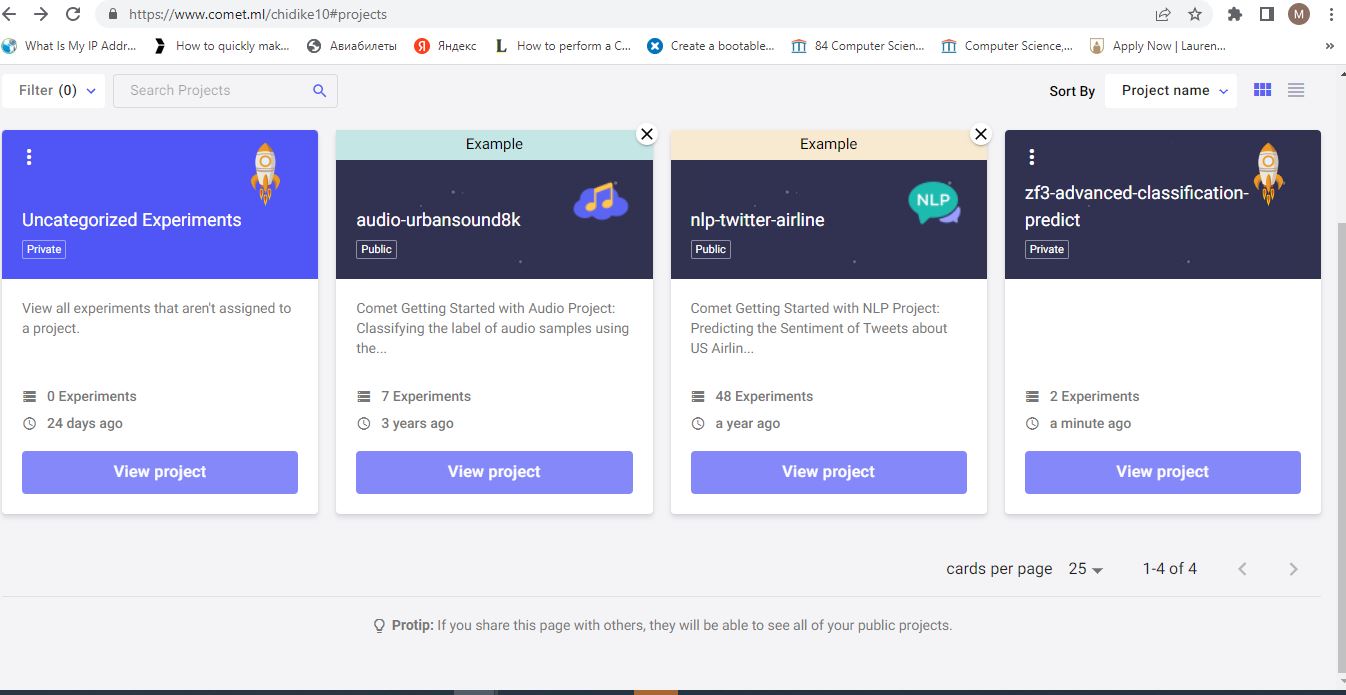 https://www.comet.ml/chidike10#projects
M
What Is My IP Addr...
How to quickly mak...
Авиабилеты
Я
Яндекс
L
How to perform a C...
Create a bootable...
84 Computer Scien...
Computer Science,...
Apply Now | Lauren...
»
Filter (0)
Search Projects
Sort By
Project name
Uncategorized Experiments
Private
View all experiments that aren't assigned to
a project.
0 Experiments
24 days ago
View project
Example
audio-urbansound8k
Public
Comet Getting Started with Audio Project:
Classifying the label of audio samples using
the...
7 Experiments
3 years ago
View project
Example
NLP
nlp-twitter-airline
Public
Comet Getting Started with NLP Project:
Predicting the Sentiment of Tweets about
US Airlin...
48 Experiments
a year ago
View project
zf3-advanced-classification-
predict
Private
2 Experiments
a minute ago
View project
cards per page 25 1-4 of 4
Protip: If you share this page with others, they will be able to see all of your public projects.